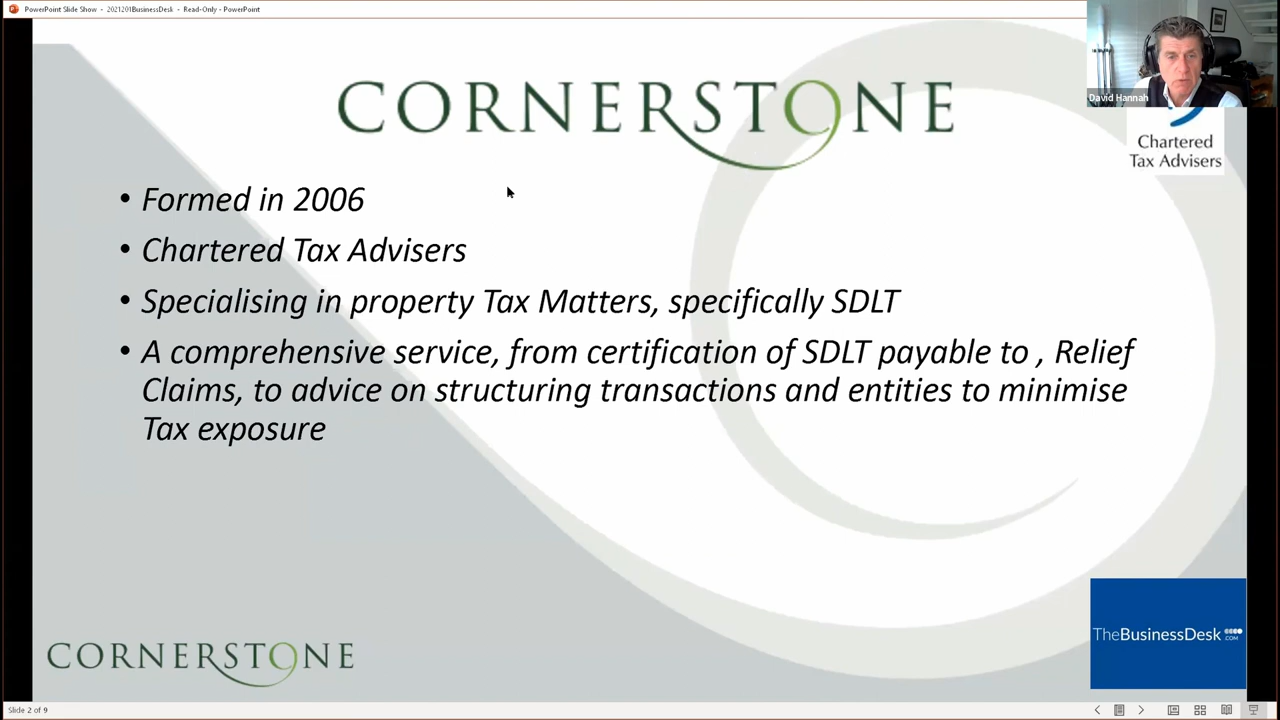 PowerPoint Slide Show - 2021201BusinessDesk - Read-Only - PowerPoint
David Hannah
CORNERSTONE
Chartered
Tax Advisers
• Formed in 2006
• Chartered Tax Advisers
• Specialising in property Tax Matters, specifically SDLT
• A comprehensive service, from certification of SDLT payable to , Relief
Claims, to advice on structuring transactions and entities to minimise
Tax exposure
CORNERSTONE
TheBusinessDesk
.COM
Slide 2 of 9